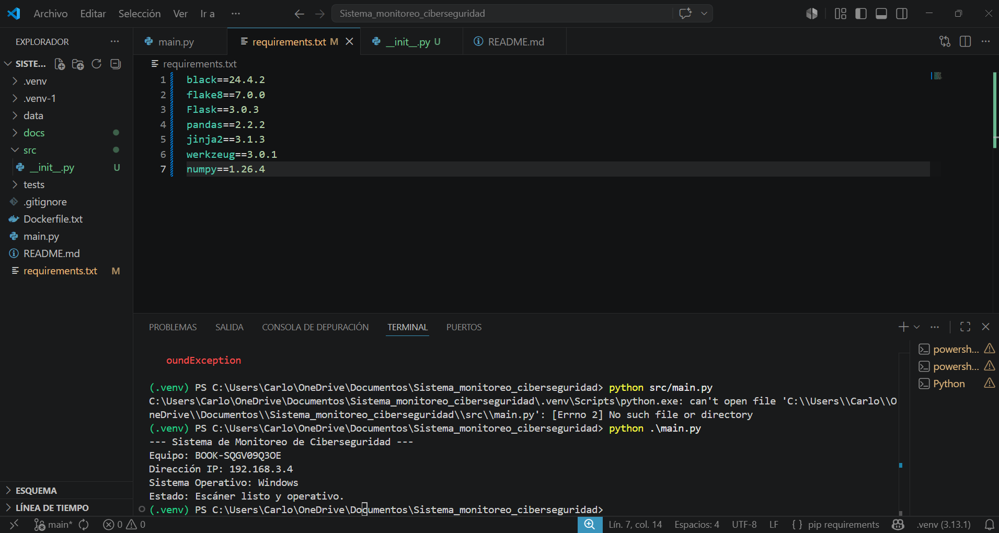 Archivo Editar Selección Ver Ir a ···
Sistema_monitoreo_ciberseguridad
EXPLORADOR
main.py
requirements.txt M
__init__.py U
README.md
SISTE...
.venv
.venv-1
data
docs
src
__init__.py U
tests
.gitignore
Dockerfile.txt
main.py
README.md
requirements.txt M
ESQUEMA
LÍNEA DE TIEMPO
requirements.txt
1 black==24.4.2
2 flake8==7.0.0
3 Flask==3.0.3
4 pandas==2.2.2
5 jinja2==3.1.3
6 werkzeug==3.0.1
7 numpy==1.26.4
PROBLEMAS SALIDA CONSOLA DE DEPURACIÓN TERMINAL PUERTOS
oundException
(.venv) PS C:\Users\Carlo\OneDrive\Documentos\Sistema_monitoreo_ciberseguridad> python src/main.py
C:\Users\Carlo\OneDrive\Documentos\Sistema_monitoreo_ciberseguridad\.venv\Scripts\python.exe: can't open file 'C:\\Users\\Carlo\\O
neDrive\\Documentos\\Sistema_monitoreo_ciberseguridad\\src\\main.py': [Errno 2] No such file or directory
(.venv) PS C:\Users\Carlo\OneDrive\Documentos\Sistema_monitoreo_ciberseguridad> python .\main.py
--- Sistema de Monitoreo de Ciberseguridad ---
Equipo: BOOK-SQGV09Q3OE
Dirección IP: 192.168.3.4
Sistema Operativo: Windows
Estado: Escáner listo y operativo.
(.venv) PS C:\Users\Carlo\OneDrive\Documentos\Sistema_monitoreo_ciberseguridad>
powersh...
powersh...
Python
main* 0 0
Lín. 7, col. 14 Espacios: 4 UTF-8 LF { } pip requirements .venv (3.13.1)